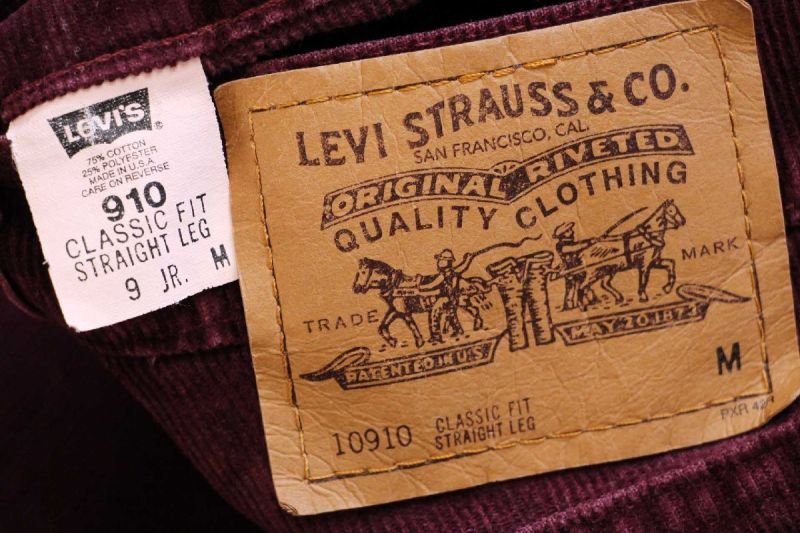 LEVI'S
75% COTTON
25% POLYESTER
MADE IN U.S.A.
CARE ON REVERSE
910
CLASSIC FIT
STRAIGHT LEG
9 JR. M
LEVI STRAUSS & CO.
SAN FRANCISCO, CAL.
ORIGINAL RIVETED
QUALITY CLOTHING
TRADE MARK
PATENTED IN U.S. MAY 20, 1873
M
10910 CLASSIC FIT
STRAIGHT LEG